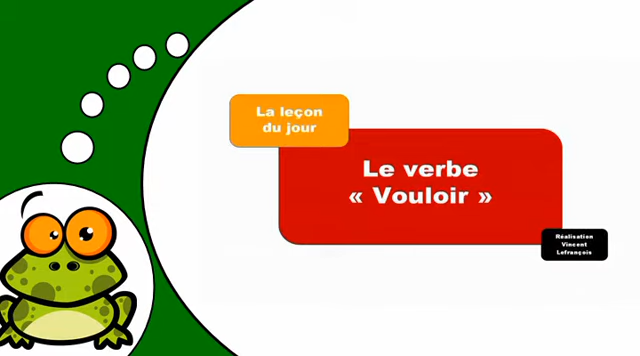 La leçon
du jour
Le verbe
« Vouloir »
Réalisation
Vincent
Lefrançois